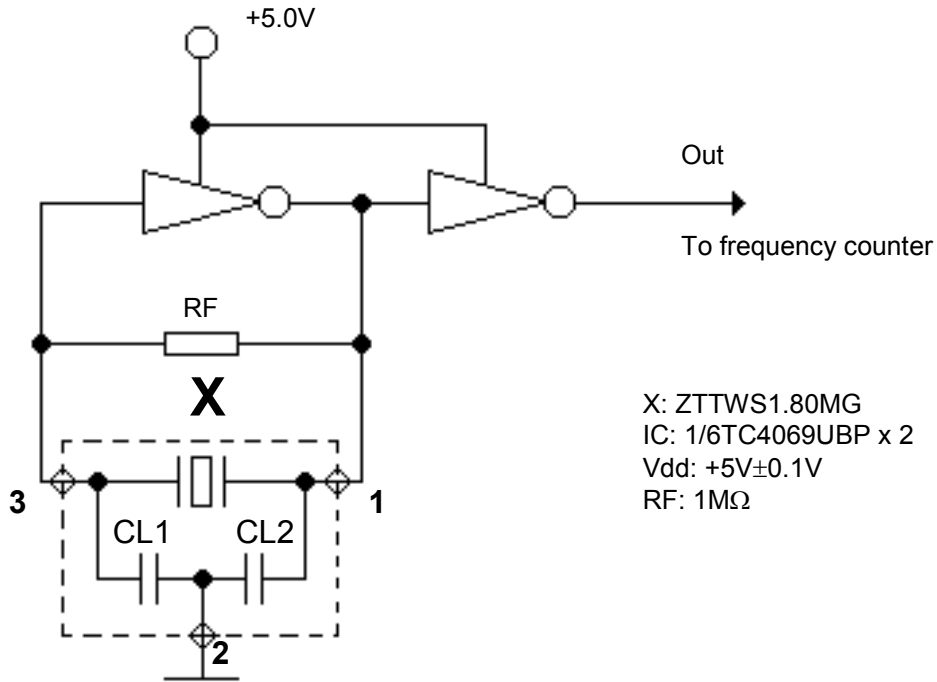 +5.0V
Out
To frequency counter
RF
X
X: ZTTWS1.80MG
IC: 1/6TC4069UBP x 2
Vdd: +5V±0.1V
RF: 1MΩ
3
1
CL1
CL2
2